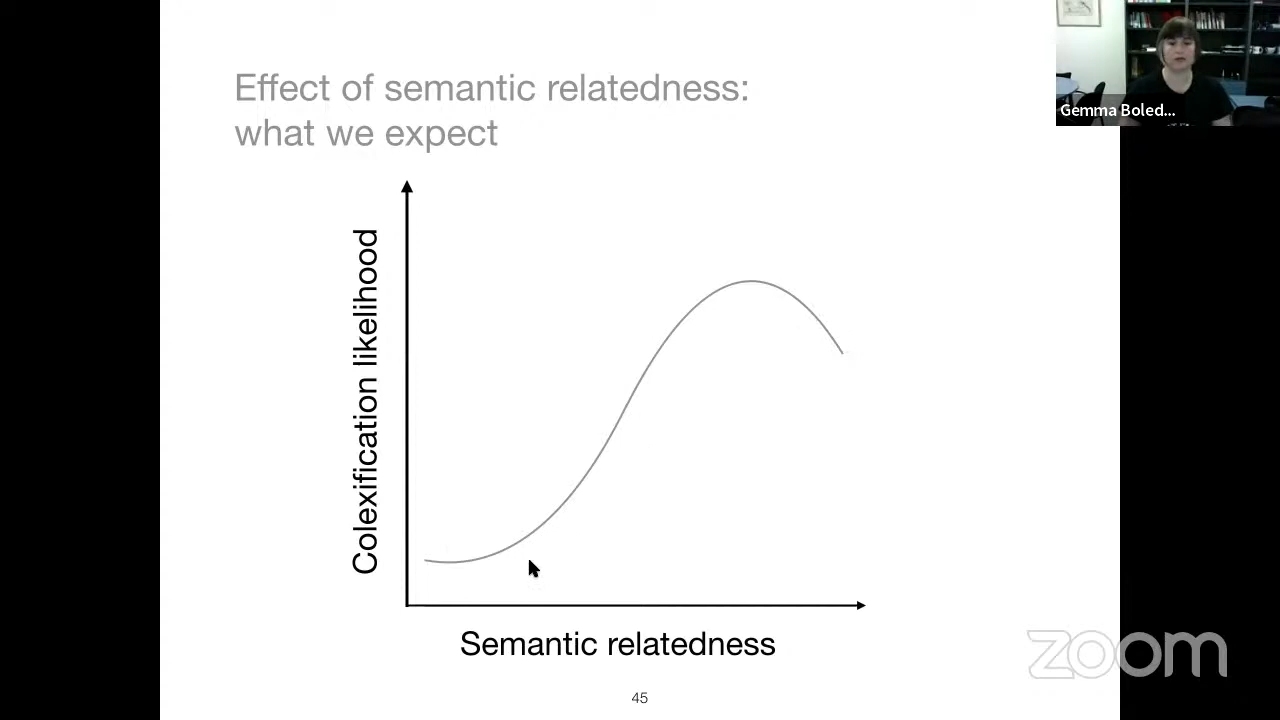 Effect of semantic relatedness:
what we expect
Gemma Boled...
Colexification likelihood
Semantic relatedness
zoom
45